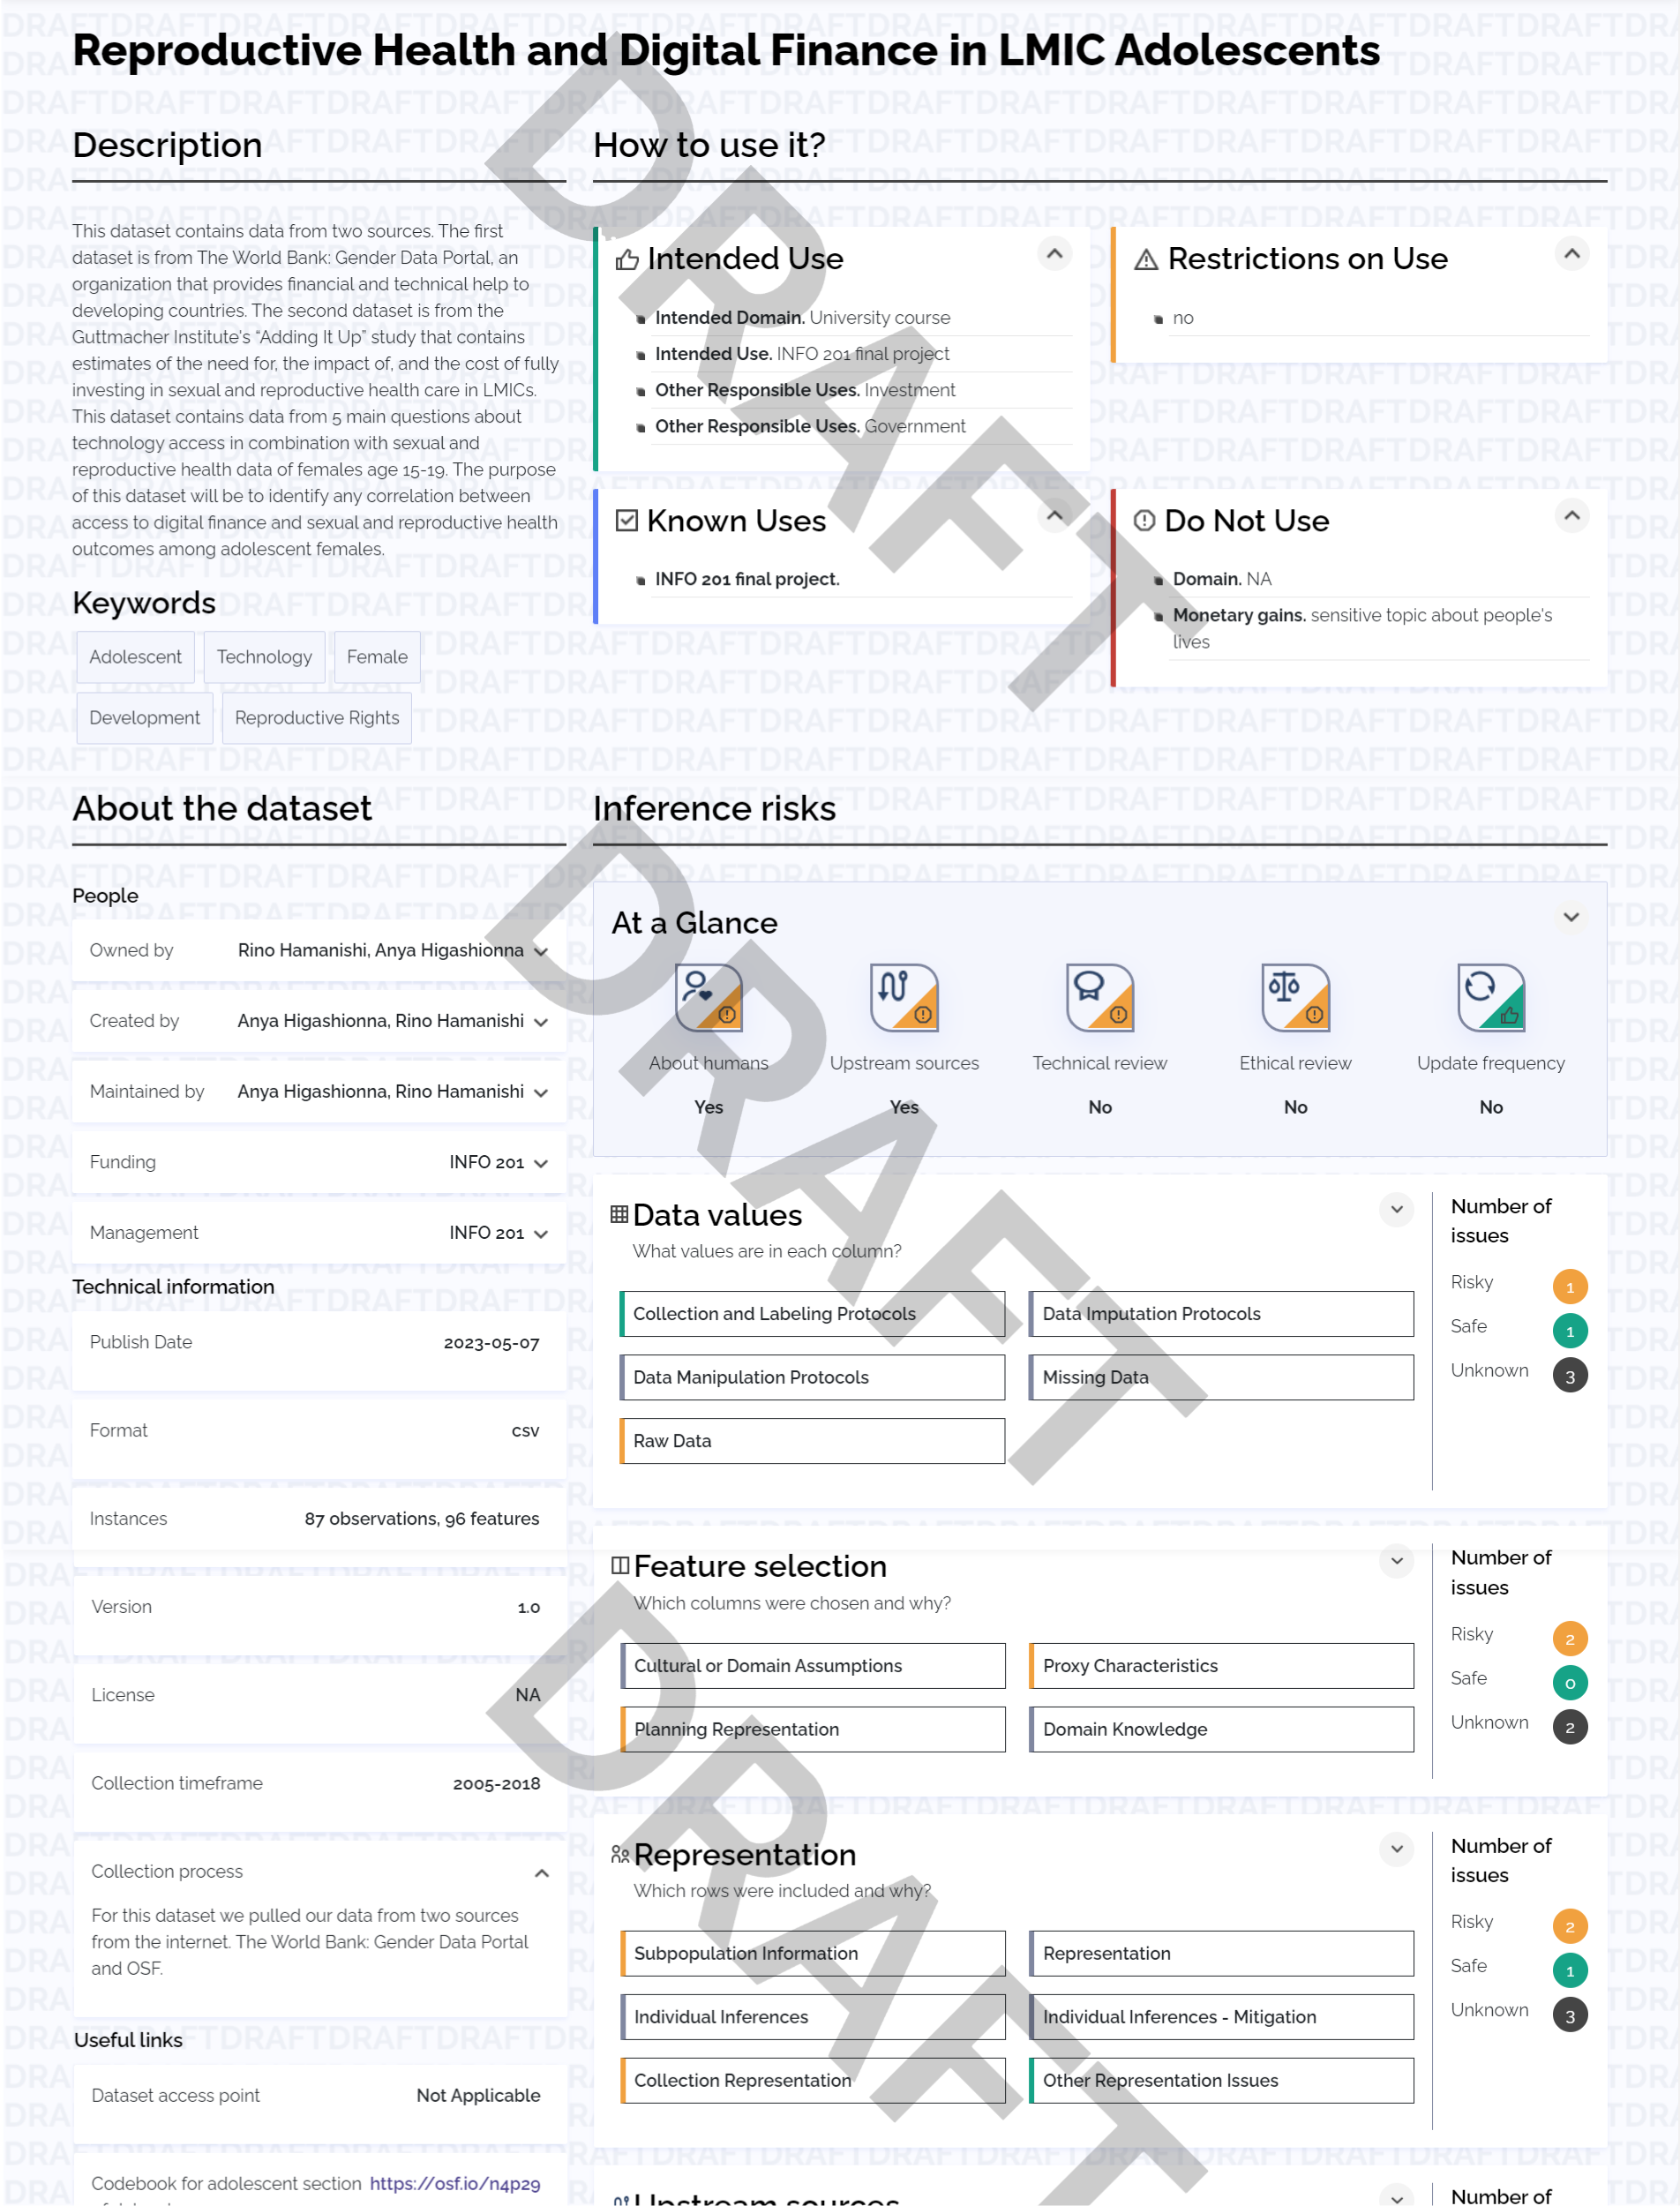 Reproductive Health and Digital Finance in LMIC Adolescents
Description
This dataset contains data from two sources. The first
dataset is from The World Bank: Gender Data Portal, an
organization that provides financial and technical help to
developing countries. The second dataset is from the
Guttmacher Institute's “Adding It Up” study that contains
estimates of the need for, the impact of, and the cost of fully
investing in sexual and reproductive health care in LMICs.
This dataset contains data from 5 main questions about
technology access in combination with sexual and
reproductive health data of females age 15-19. The purpose
of this dataset will be to identify any correlation between
access to digital finance and sexual and reproductive health
outcomes among adolescent females.
Keywords
Adolescent
Technology
Female
Development
Reproductive Rights
How to use it?
Intended Use
Intended Domain. University course
Intended Use. INFO 201 final project
Other Responsible Uses. Investment
Other Responsible Uses. Government
Restrictions on Use
no
Known Uses
INFO 201 final project.
Do Not Use
Domain. NA
Monetary gains. sensitive topic about people's
lives
DRAFT
About the dataset
People
Owned by Rino Hamanishi, Anya Higashionna
Created by Anya Higashionna, Rino Hamanishi
Maintained by Anya Higashionna, Rino Hamanishi
Funding INFO 201
Management INFO 201
Technical information
Publish Date 2023-05-07
Format csv
Instances 87 observations, 96 features
Version 1.0
License NA
Collection timeframe 2005-2018
Collection process
For this dataset we pulled our data from two sources
from the internet. The World Bank: Gender Data Portal
and OSF.
Useful links
Dataset access point Not Applicable
Codebook for adolescent section https://osf.io/n4p29
Inference risks
At a Glance
About humans
Yes
Upstream sources
Yes
Technical review
No
Ethical review
No
Update frequency
No
DRAFT
Data values
What values are in each column?
Collection and Labeling Protocols
Data Imputation Protocols
Data Manipulation Protocols
Missing Data
Raw Data
Number of
issues
Risky 1
Safe 1
Unknown 3
Feature selection
Which columns were chosen and why?
Cultural or Domain Assumptions
Proxy Characteristics
Planning Representation
Domain Knowledge
Number of
issues
Risky 2
Safe 0
Unknown 2
DRAFT
Representation
Which rows were included and why?
Subpopulation Information
Representation
Individual Inferences
Individual Inferences - Mitigation
Collection Representation
Other Representation Issues
Number of
issues
Risky 2
Safe 1
Unknown 3
Upstream sources
Number of